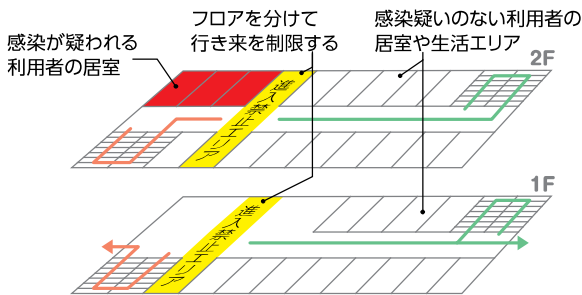 感染が疑われる
利用者の居室
フロアを分けて
行き来を制限する
感染疑いのない利用者の
居室や生活エリア
2F
進入禁止エリア
1F
進入禁止エリア